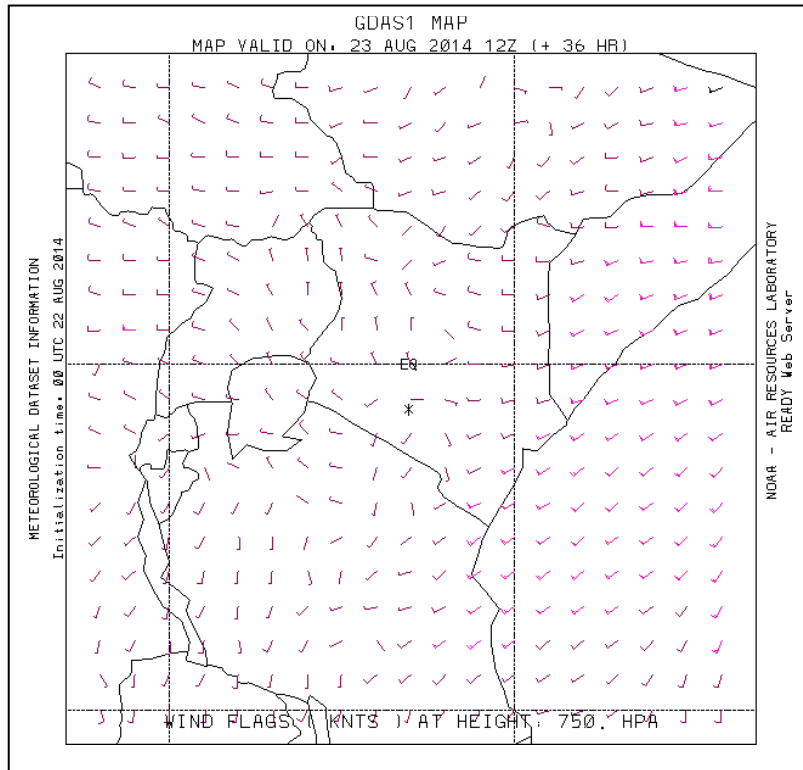 GDAS1 MAP
MAP VALID ON: 23 AUG 2014 12Z (+ 36 HR)
METEOROLOGICAL DATASET INFORMATION
Initialization time: 00 UTC 22 AUG 2014
EQ
*
NOAA - AIR RESOURCES LABORATORY
READY Web Server
WIND FLAGS ( KNTS ) AT HEIGHT: 750. HPA